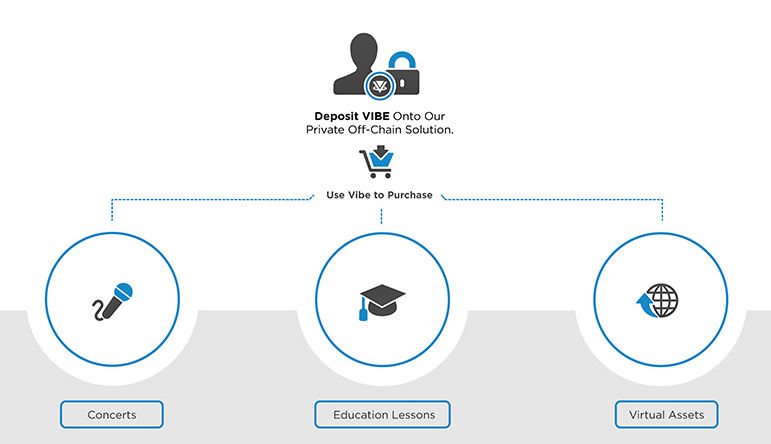 Deposit VIBE Onto Our
Private Off-Chain Solution.
Use Vibe to Purchase
Concerts
Education Lessons
Virtual Assets